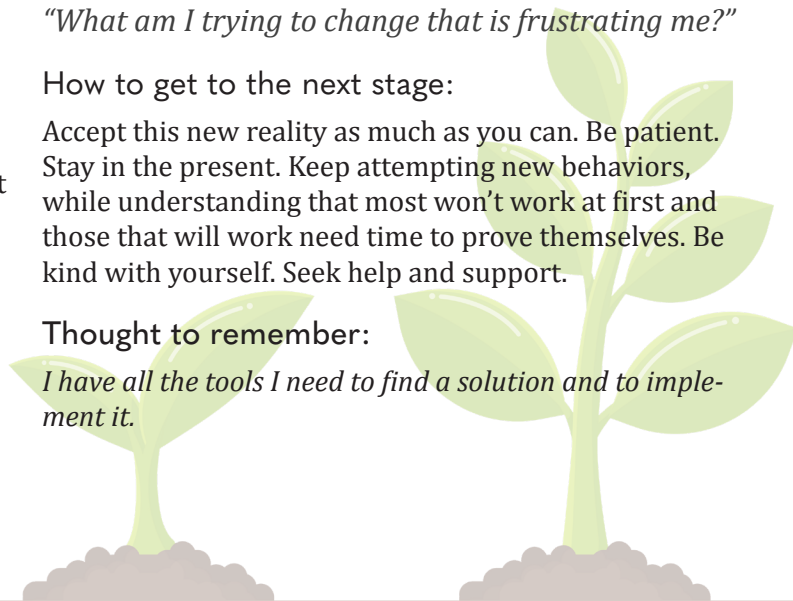 “What am I trying to change that is frustrating me?”
How to get to the next stage:
Accept this new reality as much as you can. Be patient.
Stay in the present. Keep attempting new behaviors,
while understanding that most won’t work at first and
those that will work need time to prove themselves. Be
kind with yourself. Seek help and support.
Thought to remember:
I have all the tools I need to find a solution and to imple-
ment it.